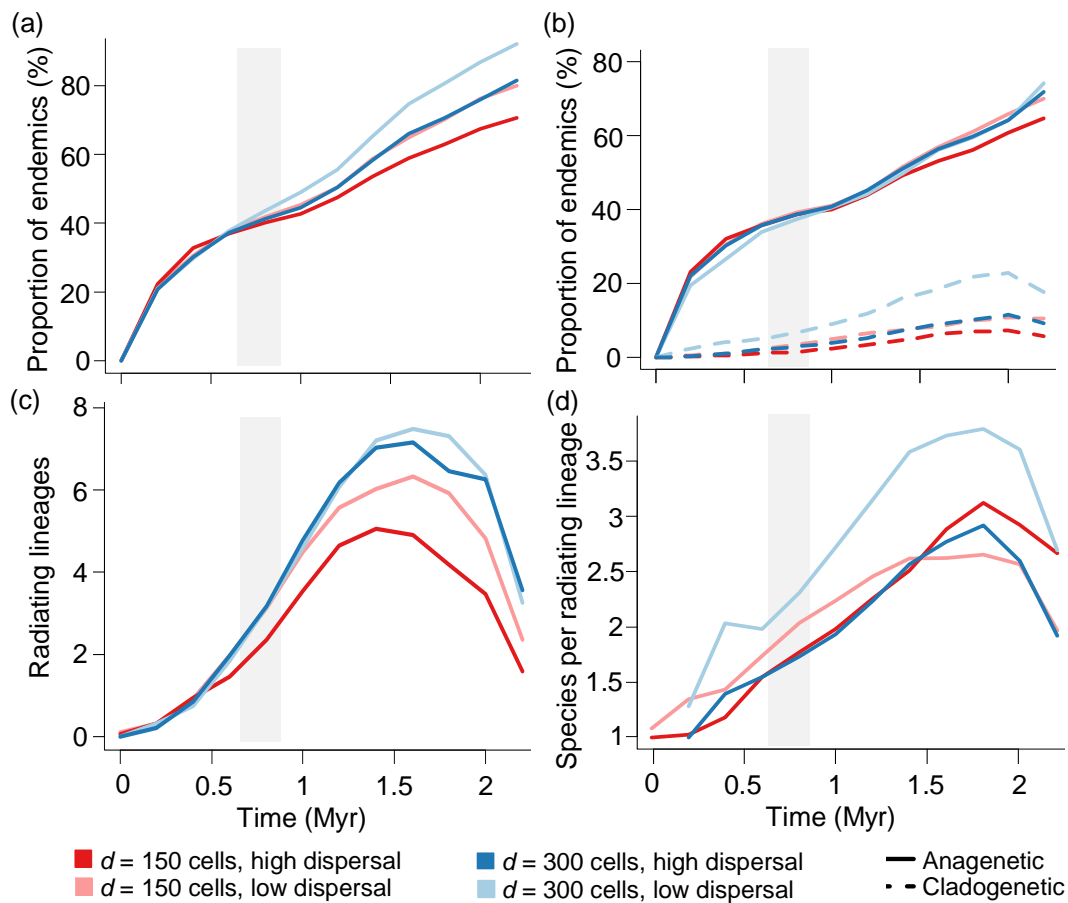 (a)
Proportion of endemics (%)
80
60
40
20
0
(b)
Proportion of endemics (%)
80
60
40
20
0
(c)
Radiating lineages
8
6
4
2
0
0 0.5 1 1.5 2
Time (Myr)
(d)
Species per radiating lineage
3.5
3
2.5
2
1.5
1
0 0.5 1 1.5 2
Time (Myr)
d = 150 cells, high dispersal
d = 150 cells, low dispersal
d = 300 cells, high dispersal
d = 300 cells, low dispersal
Anagenetic
Cladogenetic